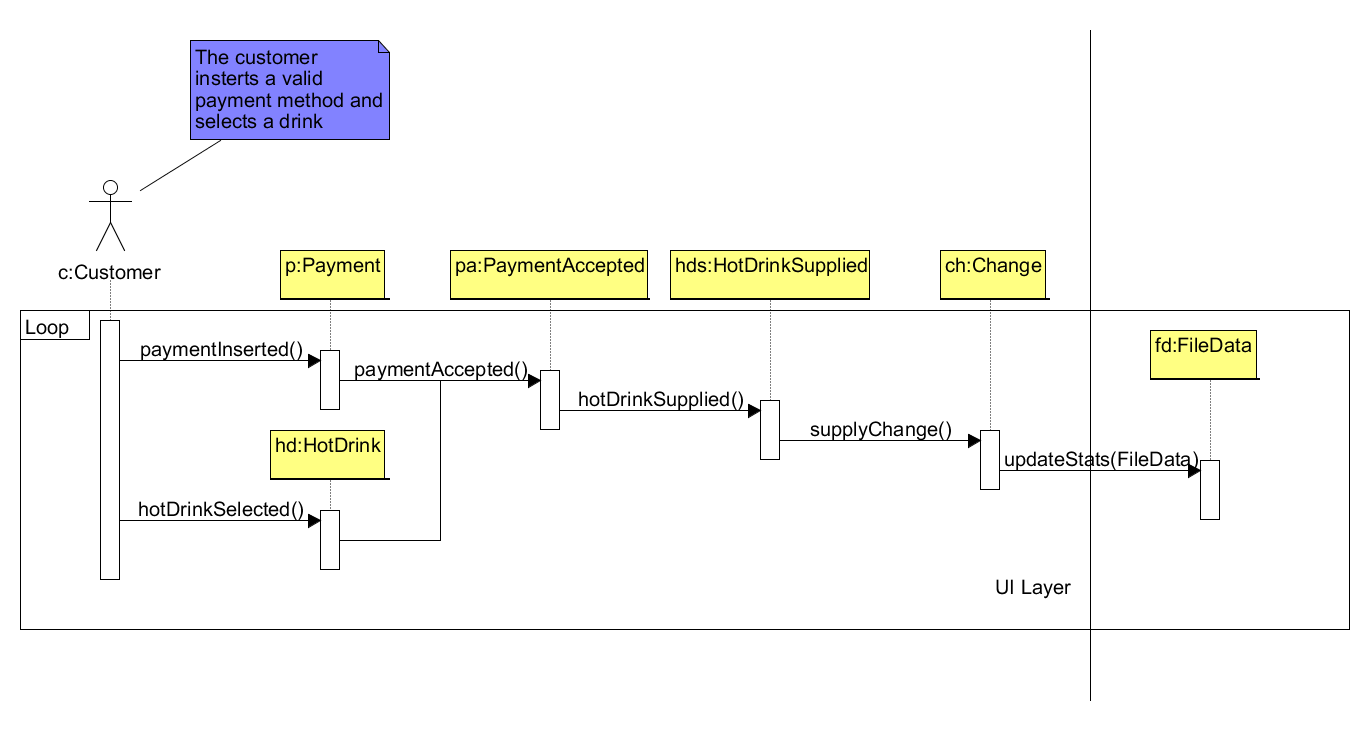 The customer
insterts a valid
payment method and
selects a drink
c:Customer
p:Payment
pa:PaymentAccepted
hds:HotDrinkSupplied
ch:Change
Loop
fd:FileData
paymentInserted()
paymentAccepted()
hotDrinkSupplied()
supplyChange()
hd:HotDrink
updateStats(FileData)
hotDrinkSelected()
UI Layer